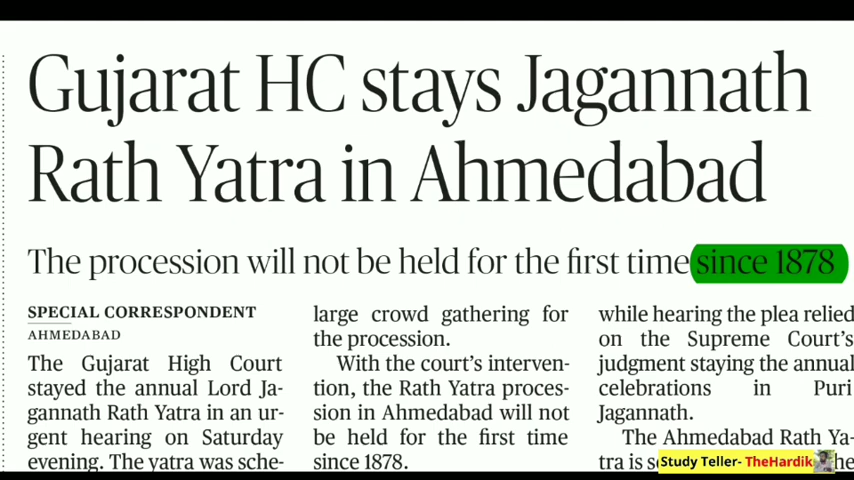 Gujarat HC stays Jagannath
Rath Yatra in Ahmedabad
The procession will not be held for the first time since 1878
SPECIAL CORRESPONDENT
AHMEDABAD
The Gujarat High Court
stayed the annual Lord Ja-
gannath Rath Yatra in an ur-
gent hearing on Saturday
evening. The yatra was sche-
large crowd gathering for
the procession.
With the court's interven-
tion, the Rath Yatra proces-
sion in Ahmedabad will not
be held for the first time
since 1878.
while hearing the plea relied
on the Supreme Court's
judgment staying the annual
celebrations in Puri
Jagannath.
The Ahmedabad Rath Ya-
tra is
Study Teller- TheHardik